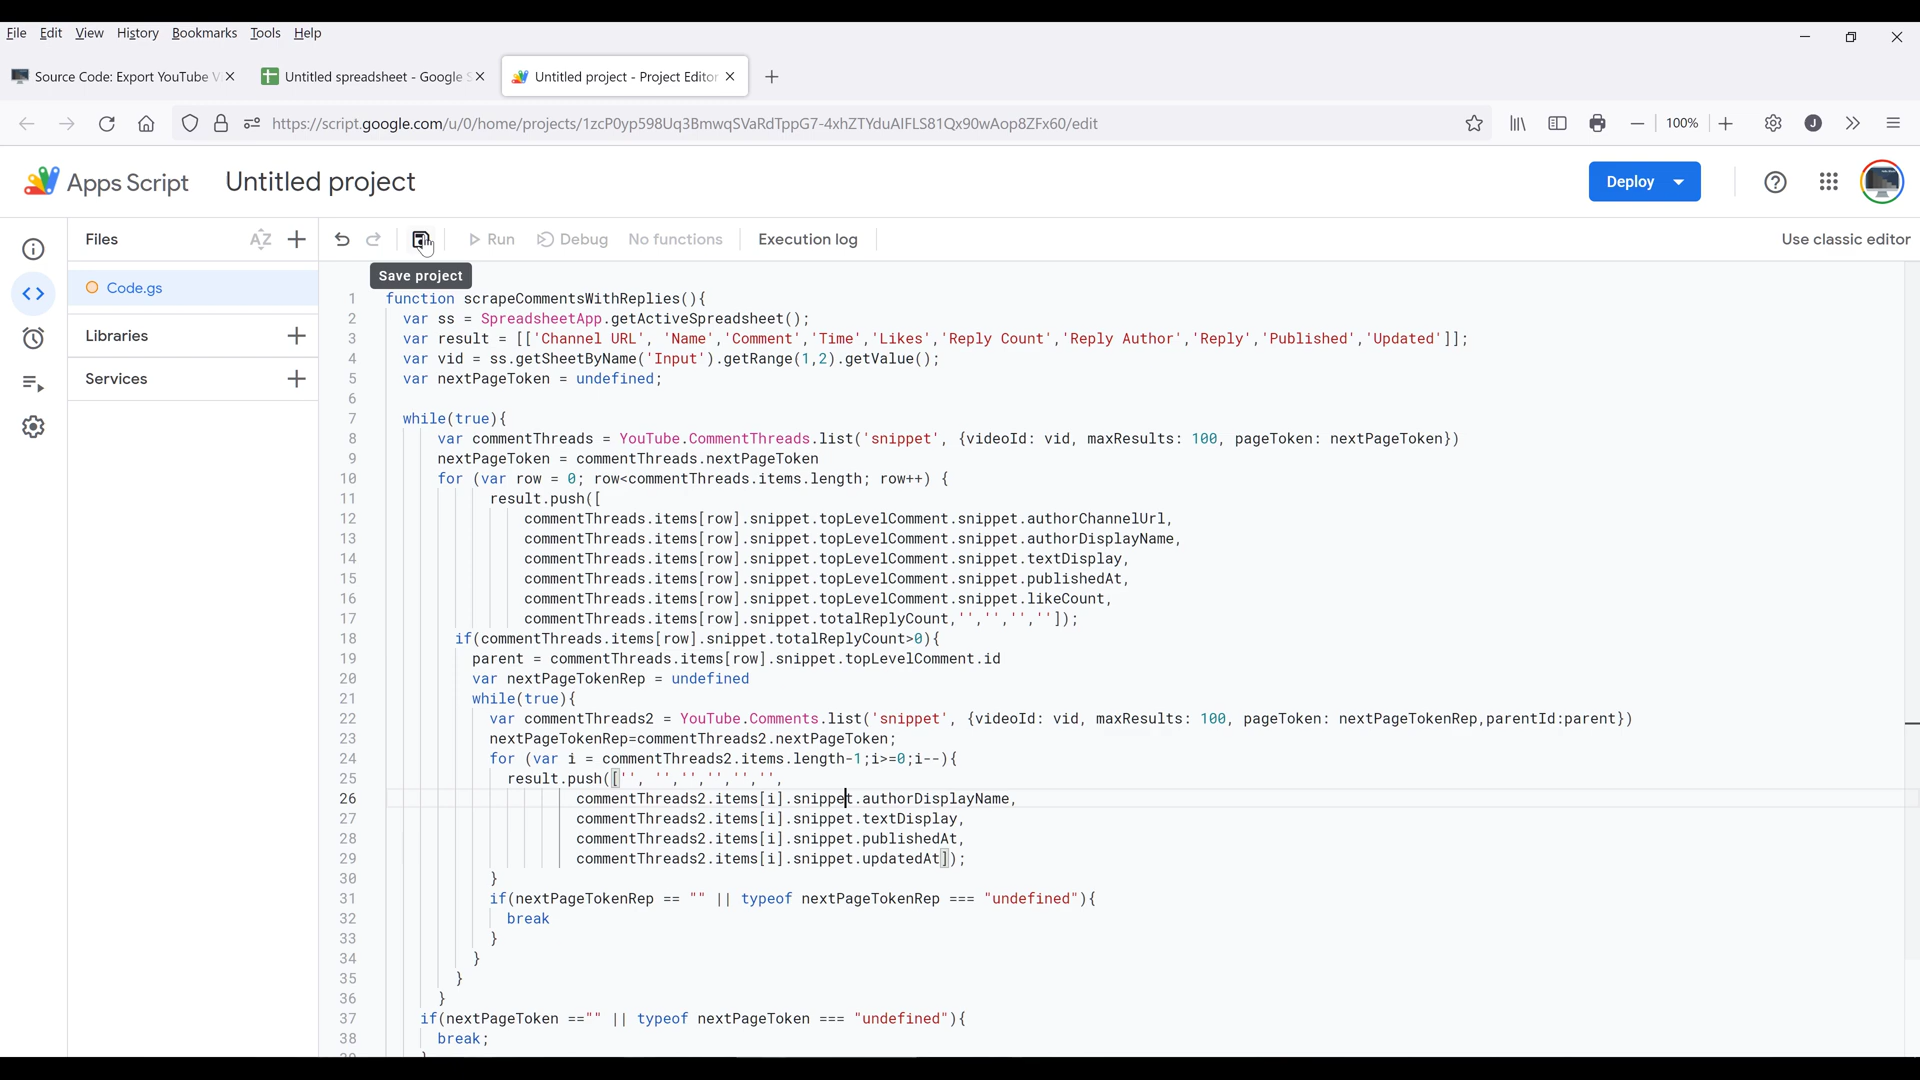 File Edit View History Bookmarks Tools Help
Source Code: Export YouTube V
Untitled spreadsheet - Google S
Untitled project - Project Editor
https://script.google.com/u/0/home/projects/1zcP0yp598Uq3BmwqSVaRdTppG7-4xhZTYduAIFLS81Qx90wAop8ZFx60/edit
100%
J
Apps Script
Untitled project
Deploy
Files
AZ
Run
Debug
No functions
Execution log
Use classic editor
Save project
Code.gs
Libraries
Services
1 function scrapeCommentsWithReplies(){
2 var ss = SpreadsheetApp.getActiveSpreadsheet();
3 var result = [['Channel URL', 'Name','Comment','Time','Likes','Reply Count','Reply Author','Reply','Published','Updated']];
4 var vid = ss.getSheetByName('Input').getRange(1,2).getValue();
5 var nextPageToken = undefined;
6
7 while(true){
8 var commentThreads = YouTube.CommentThreads.list('snippet', {videoId: vid, maxResults: 100, pageToken: nextPageToken})
9 nextPageToken = commentThreads.nextPageToken
10 for (var row = 0; row<commentThreads.items.length; row++) {
11 result.push([
12 commentThreads.items[row].snippet.topLevelComment.snippet.authorChannelUrl,
13 commentThreads.items[row].snippet.topLevelComment.snippet.authorDisplayName,
14 commentThreads.items[row].snippet.topLevelComment.snippet.textDisplay,
15 commentThreads.items[row].snippet.topLevelComment.snippet.publishedAt,
16 commentThreads.items[row].snippet.topLevelComment.snippet.likeCount,
17 commentThreads.items[row].snippet.totalReplyCount,'','','','']);
18 if(commentThreads.items[row].snippet.totalReplyCount>0){
19 parent = commentThreads.items[row].snippet.topLevelComment.id
20 var nextPageTokenRep = undefined
21 while(true){
22 var commentThreads2 = YouTube.Comments.list('snippet', {videoId: vid, maxResults: 100, pageToken: nextPageTokenRep,parentId:parent})
23 nextPageTokenRep=commentThreads2.nextPageToken;
24 for (var i = commentThreads2.items.length-1;i>=0;i--){
25 result.push(['', '','','','','',
26 commentThreads2.items[i].snippet.authorDisplayName,
27 commentThreads2.items[i].snippet.textDisplay,
28 commentThreads2.items[i].snippet.publishedAt,
29 commentThreads2.items[i].snippet.updatedAt]);
30 }
31 if(nextPageTokenRep == "" || typeof nextPageTokenRep === "undefined"){
32 break
33 }
34 }
35 }
36 }
37 if(nextPageToken =="" || typeof nextPageToken === "undefined"){
38 break;